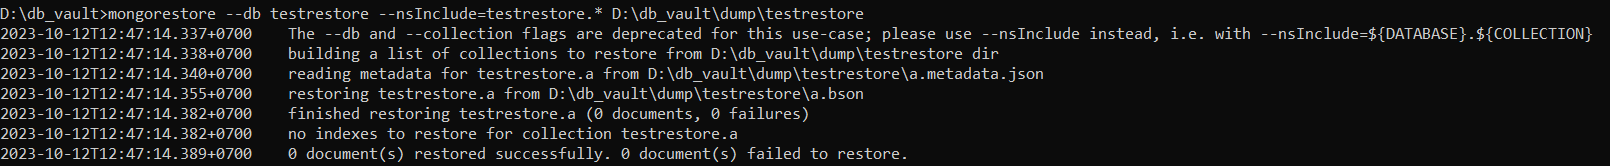 D:\db_vault>mongorestore --db testrestore --nsInclude=testrestore.* D:\db_vault\dump\testrestore
2023-10-12T12:47:14.337+0700    The --db and --collection flags are deprecated for this use-case; please use --nsInclude instead, i.e. with --nsInclude=${DATABASE}.${COLLECTION}
2023-10-12T12:47:14.338+0700    building a list of collections to restore from D:\db_vault\dump\testrestore dir
2023-10-12T12:47:14.340+0700    reading metadata for testrestore.a from D:\db_vault\dump\testrestore\a.metadata.json
2023-10-12T12:47:14.355+0700    restoring testrestore.a from D:\db_vault\dump\testrestore\a.bson
2023-10-12T12:47:14.382+0700    finished restoring testrestore.a (0 documents, 0 failures)
2023-10-12T12:47:14.382+0700    no indexes to restore for collection testrestore.a
2023-10-12T12:47:14.389+0700    0 document(s) restored successfully. 0 document(s) failed to restore.